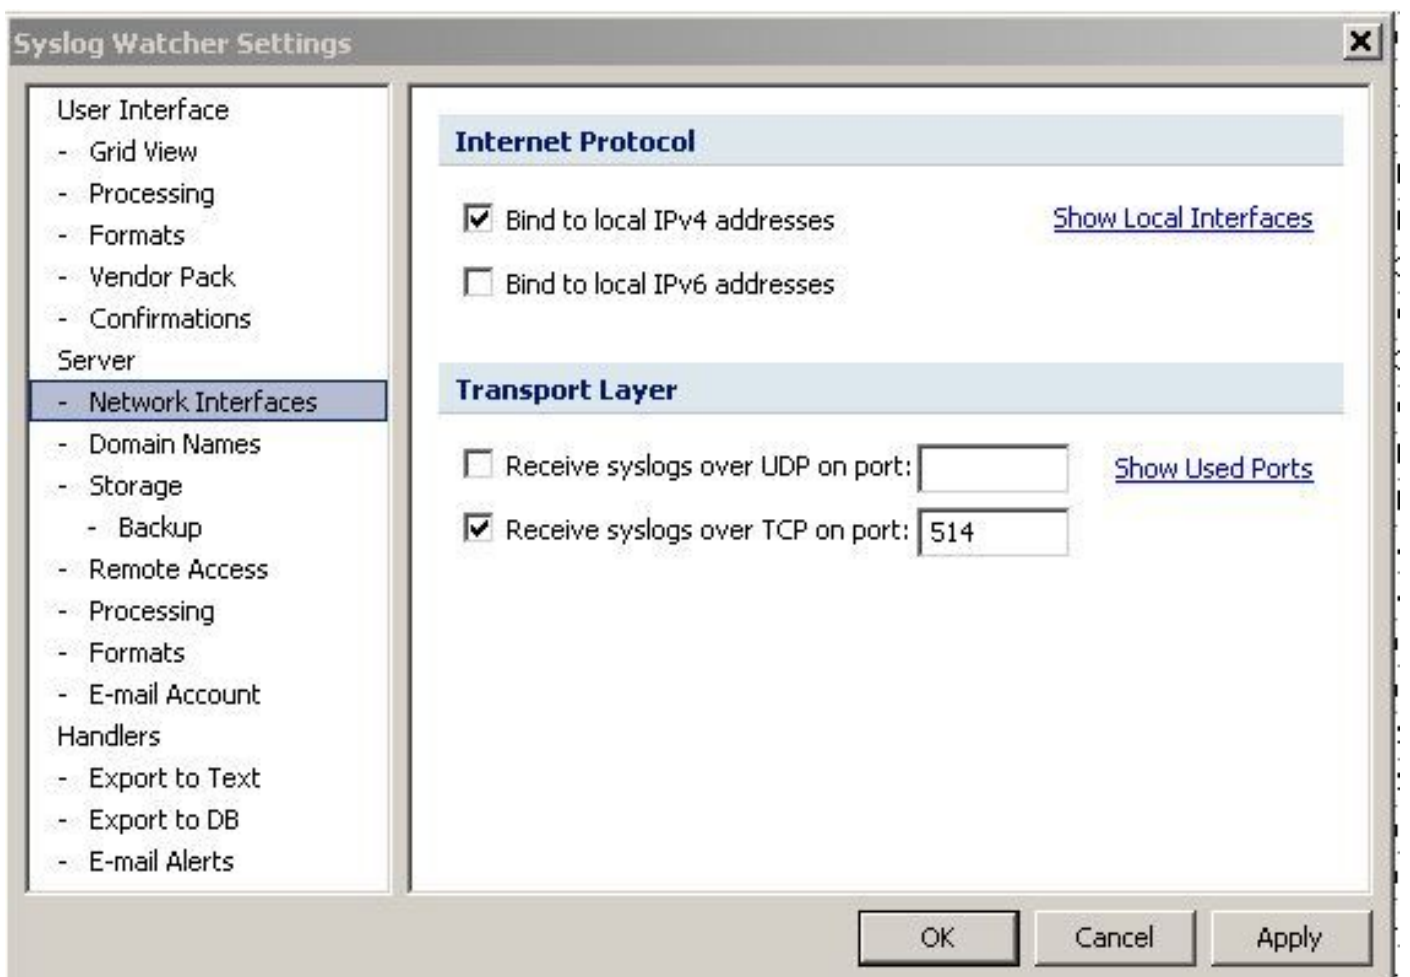 Syslog Watcher Settings
User Interface
- Grid View
- Processing
- Formats
- Vendor Pack
- Confirmations
Server
- Network Interfaces
- Domain Names
- Storage
- Backup
- Remote Access
- Processing
- Formats
- E-mail Account
Handlers
- Export to Text
- Export to DB
- E-mail Alerts
Internet Protocol
Bind to local IPv4 addresses Show Local Interfaces
Bind to local IPv6 addresses
Transport Layer
Receive syslogs over UDP on port: Show Used Ports
Receive syslogs over TCP on port: 514
OK Cancel Apply